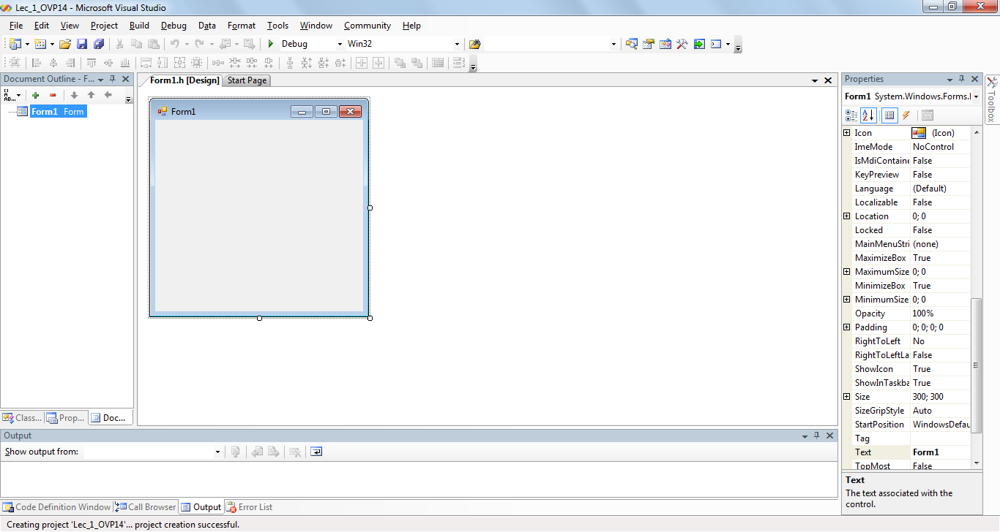 Lec_1_OVP14 - Microsoft Visual Studio
File Edit View Project Build Debug Data Format Tools Window Community Help
Debug Win32
Document Outline - F...
Form1 Form
Class... Prop... Doc...
Form1.h [Design] Start Page
Form1
Properties
Form1 System.Windows.Forms.
Icon (Icon)
ImeMode NoControl
IsMdiContaine False
KeyPreview False
Language (Default)
Localizable False
Location 0; 0
Locked False
MainMenuStri (none)
MaximizeBox True
MaximumSize 0; 0
MinimizeBox True
MinimumSize 0; 0
Opacity 100%
Padding 0; 0; 0; 0
RightToLeft No
RightToLeftLa False
ShowIcon True
ShowInTaskba True
Size 300; 300
SizeGripStyle Auto
StartPosition WindowsDefau
Tag
Text Form1
TopMost False
Text
The text associated with the
control.
Toolbox
Output
Show output from:
Code Definition Window Call Browser Output Error List
Creating project 'Lec_1_OVP14'... project creation successful.